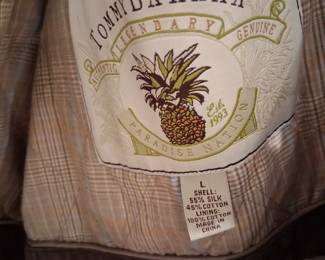 TOMMY BAHAMA
LEGENDARY
AUTHENTIC
GENUINE
Est. 1993
PARADISE NATION
L
SHELL:
55% SILK
45% COTTON
LINING:
100% COTTON
MADE IN
CHINA